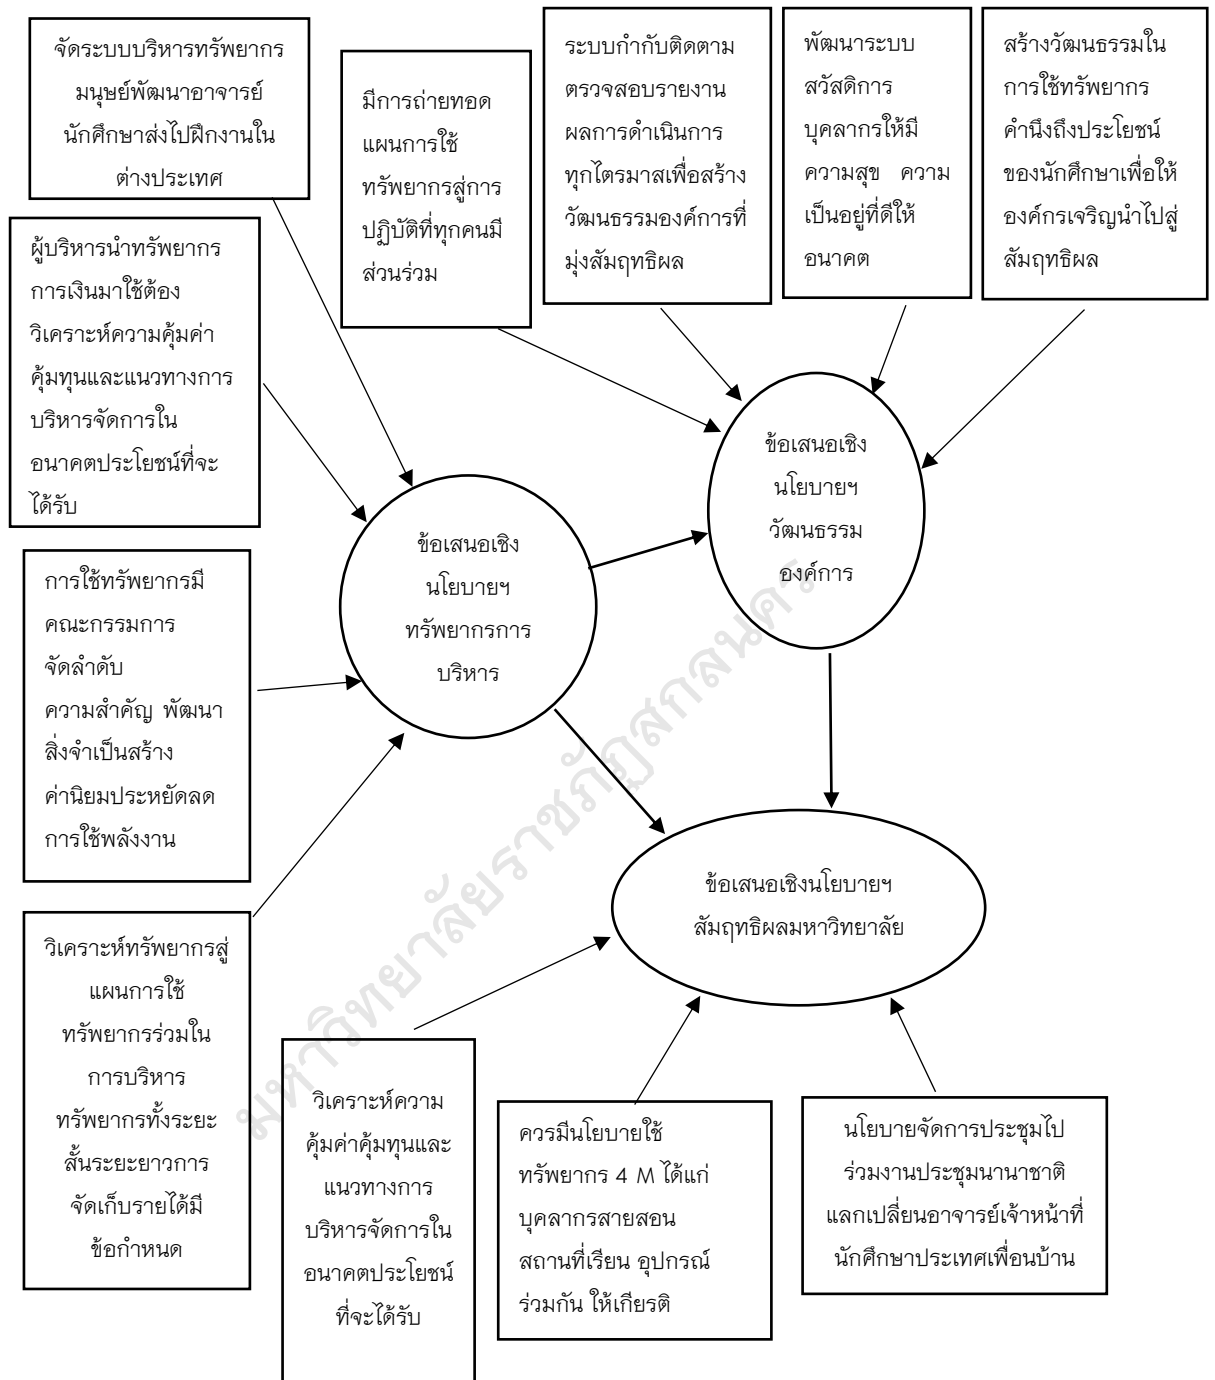 จัดระบบบริหารทรัพยากร
มนุษย์พัฒนาอาจารย์
นักศึกษาส่งไปฝึกงานใน
ต่างประเทศ
มีการถ่ายทอด
แผนการใช้
ทรัพยากรสู่การ
ปฏิบัติที่ทุกคนมี
ส่วนร่วม
ระบบกำกับติดตาม
ตรวจสอบรายงาน
ผลการดำเนินการ
ทุกไตรมาสเพื่อสร้าง
วัฒนธรรมองค์การที่
มุ่งสัมฤทธิผล
พัฒนาระบบ
สวัสดิการ
บุคลากรให้มี
ความสุข ความ
เป็นอยู่ที่ดีให้
อนาคต
สร้างวัฒนธรรมใน
การใช้ทรัพยากร
คำนึงถึงประโยชน์
ของนักศึกษาเพื่อให้
องค์กรเจริญนำไปสู่
สัมฤทธิผล
ผู้บริหารนำทรัพยากร
การเงินมาใช้ต้อง
วิเคราะห์ความคุ้มค่า
คุ้มทุนและแนวทางการ
บริหารจัดการใน
อนาคตประโยชน์ที่จะ
ได้รับ
ข้อเสนอเชิง
นโยบายฯ
วัฒนธรรม
องค์การ
ข้อเสนอเชิง
นโยบายฯ
ทรัพยากรการ
บริหาร
การใช้ทรัพยากรมี
คณะกรรมการ
จัดลำดับ
ความสำคัญ พัฒนา
สิ่งจำเป็นสร้าง
ค่านิยมประหยัดลด
การใช้พลังงาน
ข้อเสนอเชิงนโยบายฯ
สัมฤทธิผลมหาวิทยาลัย
วิเคราะห์ทรัพยากรสู่
แผนการใช้
ทรัพยากรร่วมใน
การบริหาร
ทรัพยากรทั้งระยะ
สั้นระยะยาวการ
จัดเก็บรายได้มี
ข้อกำหนด
วิเคราะห์ความ
คุ้มค่าคุ้มทุนและ
แนวทางการ
บริหารจัดการใน
อนาคตประโยชน์
ที่จะได้รับ
ควรมีนโยบายใช้
ทรัพยากร 4 M ได้แก่
บุคลากรสายสอน
สถานที่เรียน อุปกรณ์
ร่วมกัน ให้เกียรติ
นโยบายจัดการประชุมไป
ร่วมงานประชุมนานาชาติ
แลกเปลี่ยนอาจารย์เจ้าหน้าที่
นักศึกษาประเทศเพื่อนบ้าน
มหาวิทยาลัยราชภัฏสกลนคร